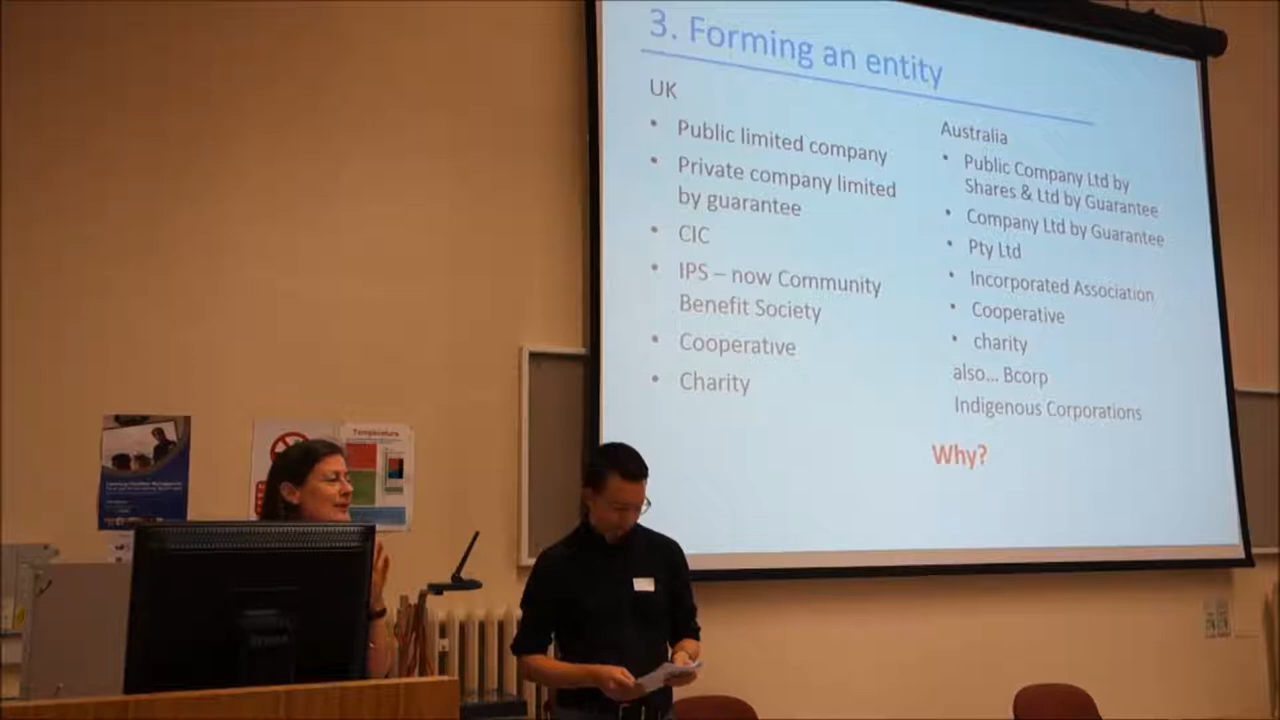 3. Forming an entity
UK
• Public limited company
• Private company limited
by guarantee
• CIC
• IPS – now Community
Benefit Society
• Cooperative
• Charity
Australia
• Public Company Ltd by
Shares & Ltd by Guarantee
• Company Ltd by Guarantee
• Pty Ltd
• Incorporated Association
• Cooperative
• charity
also... Bcorp
Indigenous Corporations
Why?
Temperature